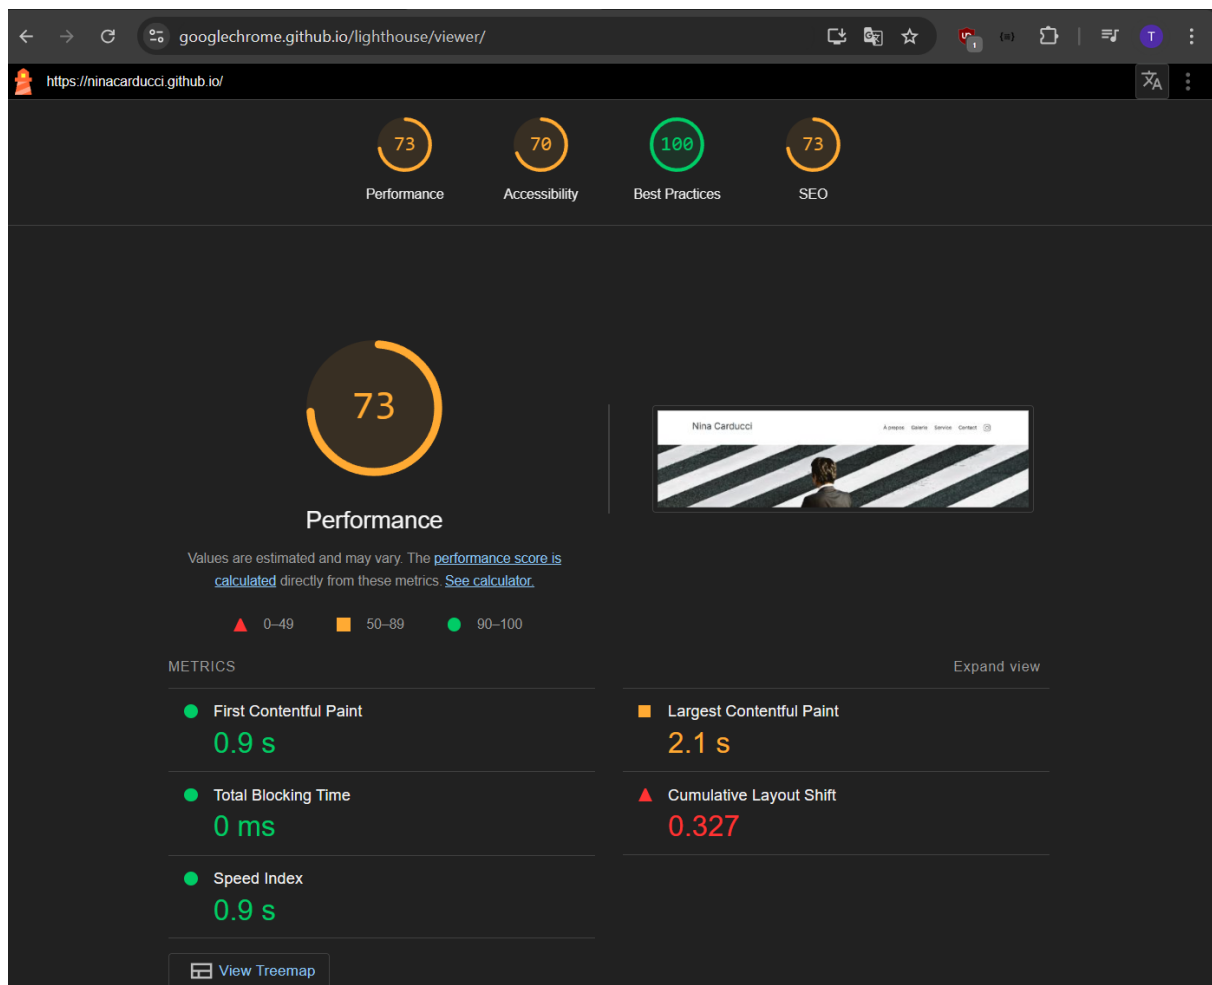 googlechrome.github.io/lighthouse/viewer/
1
T
https://ninacarducci.github.io/
73
70
100
73
Performance
Accessibility
Best Practices
SEO
73
Nina Carducci
À propos Galerie Service Contact
Performance
Values are estimated and may vary. The performance score is
calculated directly from these metrics. See calculator.
0–49
50–89
90–100
METRICS
Expand view
First Contentful Paint
0.9 s
Largest Contentful Paint
2.1 s
Total Blocking Time
0 ms
Cumulative Layout Shift
0.327
Speed Index
0.9 s
View Treemap